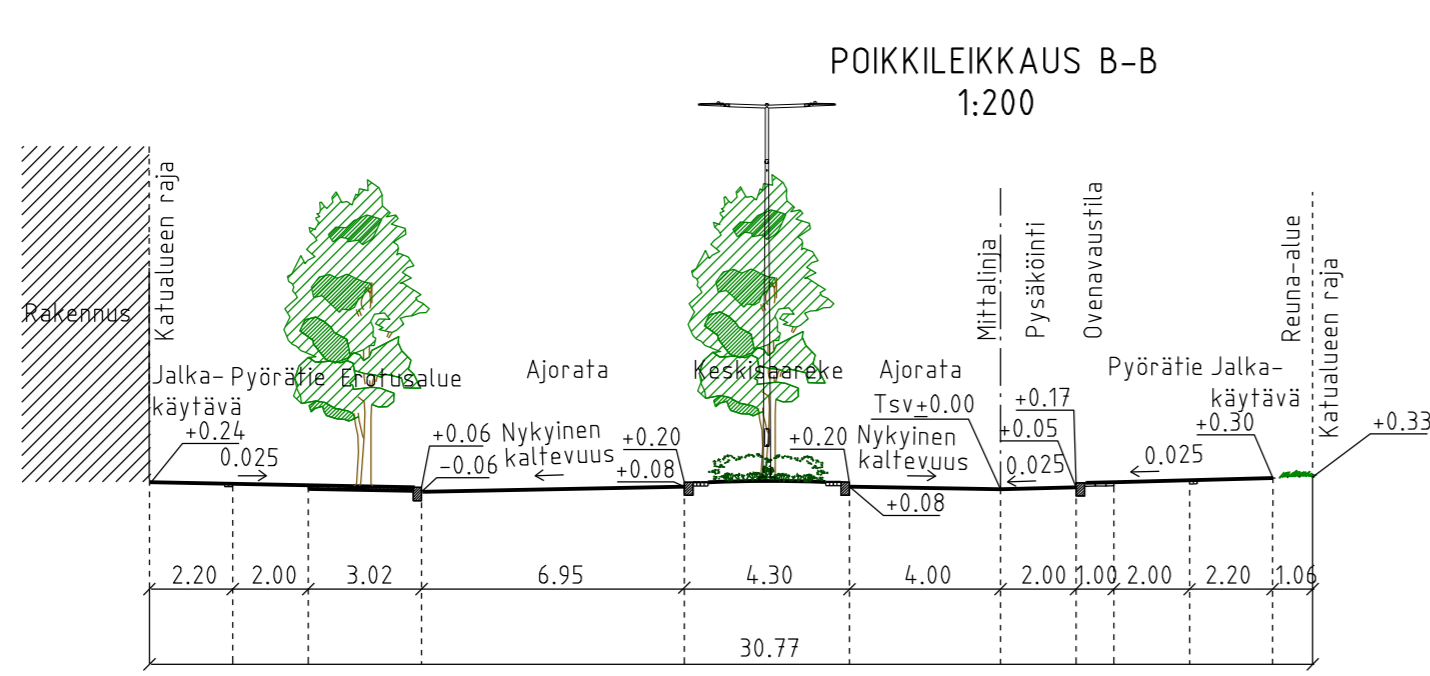 POIKKILEIKKAUS B-B
1:200
Rakennus
Katualueen raja
Jalka-
käytävä
Pyörätie
Erotusalue
Ajorata
Keskisaareke
Ajorata
Mittalinja
Pysäköinti
Ovenavaustila
Pyörätie
Jalka-
käytävä
Reuna-alue
Katualueen raja
+0.24
0.025
+0.06
-0.06
Nykyinen
kaltevuus
+0.20
+0.08
+0.20
Nykyinen
kaltevuus
+0.08
Tsv±0.00
+0.17
+0.05
0.025
0.025
+0.30
+0.33
2.20 2.00 3.02 6.95 4.30 4.00 2.00 1.00 2.00 2.20 1.06
30.77